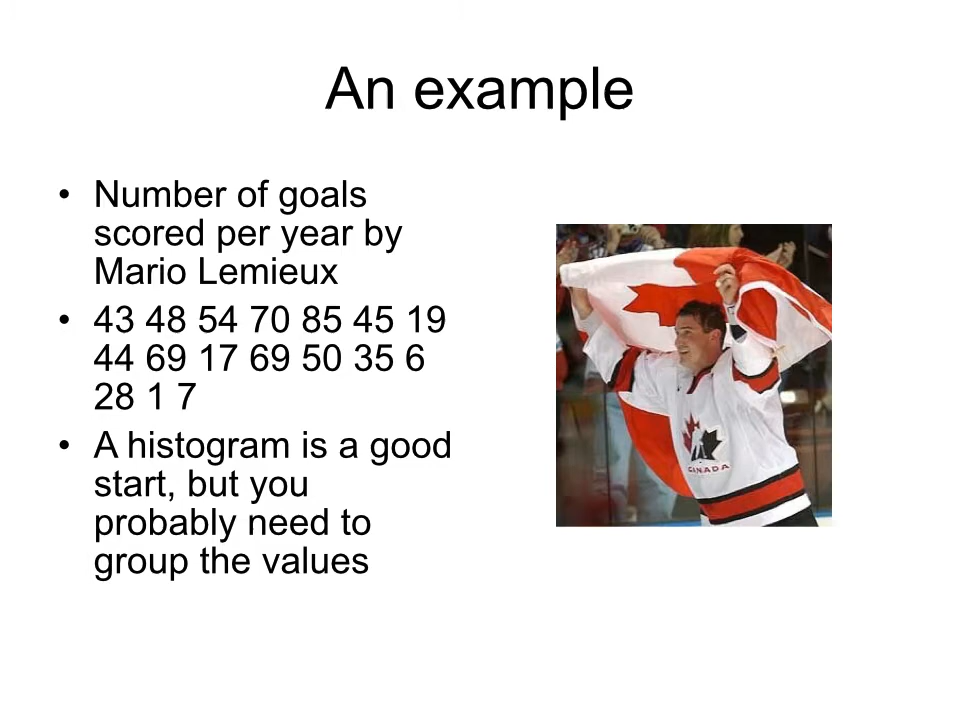 An example
• Number of goals
scored per year by
Mario Lemieux
• 43 48 54 70 85 45 19
44 69 17 69 50 35 6
28 1 7
• A histogram is a good
start, but you
probably need to
group the values
CANADA